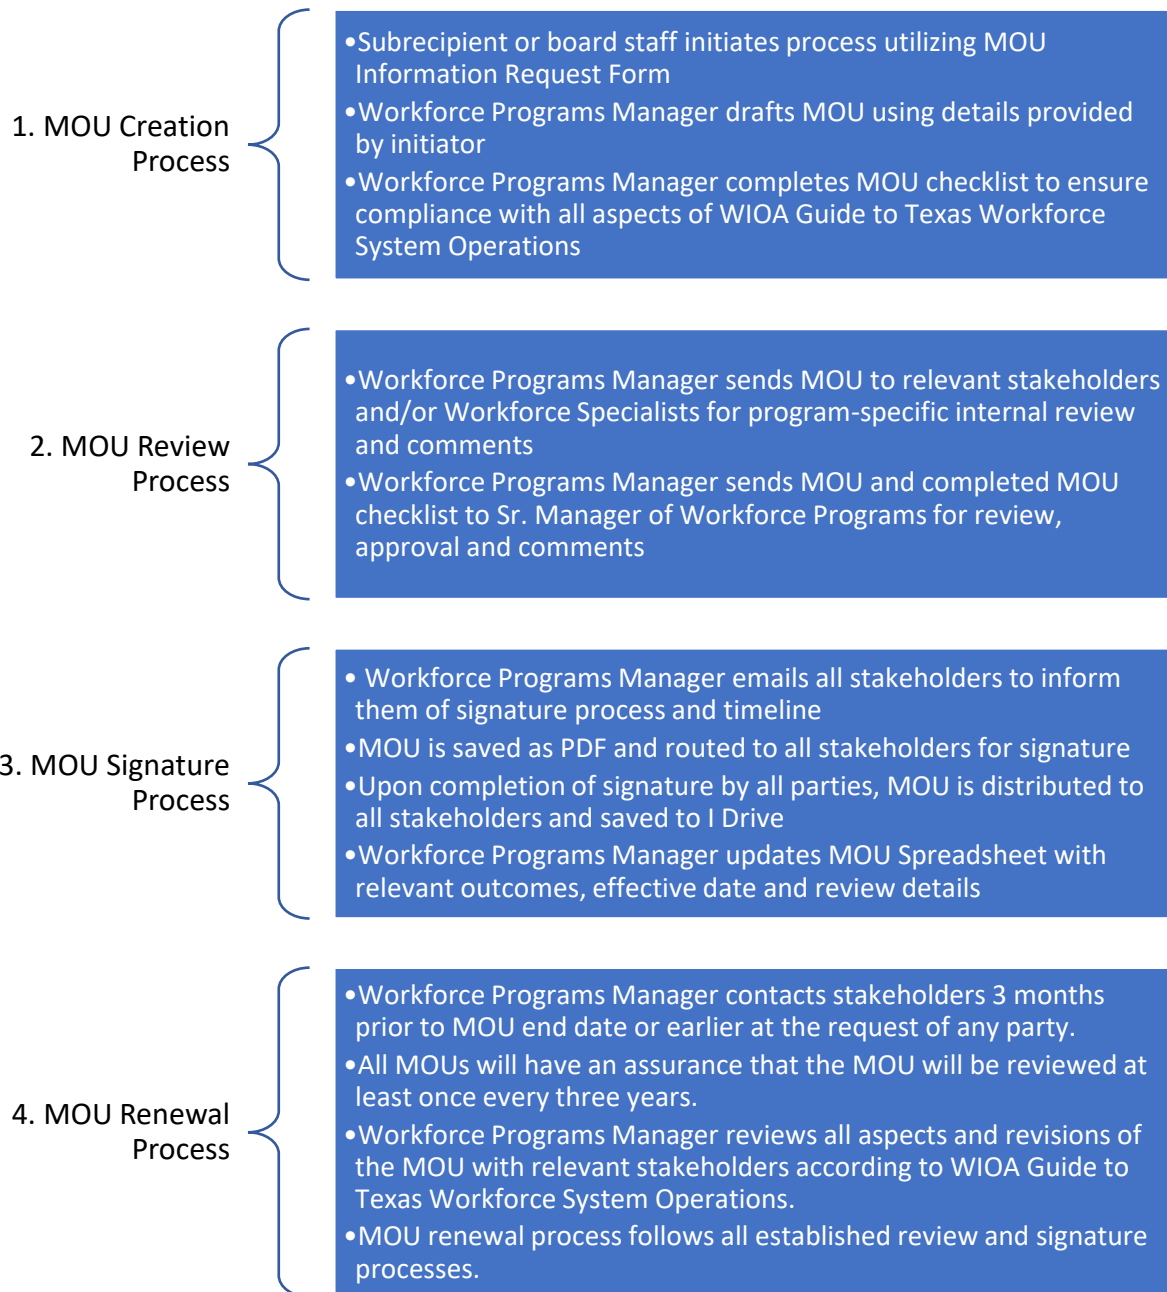 1. MOU Creation
Process
•Subrecipient or board staff initiates process utilizing MOU
Information Request Form
•Workforce Programs Manager drafts MOU using details provided
by initiator
•Workforce Programs Manager completes MOU checklist to ensure
compliance with all aspects of WIOA Guide to Texas Workforce
System Operations
2. MOU Review
Process
•Workforce Programs Manager sends MOU to relevant stakeholders
and/or Workforce Specialists for program-specific internal review
and comments
•Workforce Programs Manager sends MOU and completed MOU
checklist to Sr. Manager of Workforce Programs for review,
approval and comments
3. MOU Signature
Process
• Workforce Programs Manager emails all stakeholders to inform
them of signature process and timeline
•MOU is saved as PDF and routed to all stakeholders for signature
•Upon completion of signature by all parties, MOU is distributed to
all stakeholders and saved to I Drive
•Workforce Programs Manager updates MOU Spreadsheet with
relevant outcomes, effective date and review details
4. MOU Renewal
Process
•Workforce Programs Manager contacts stakeholders 3 months
prior to MOU end date or earlier at the request of any party.
•All MOUs will have an assurance that the MOU will be reviewed at
least once every three years.
•Workforce Programs Manager reviews all aspects and revisions of
the MOU with relevant stakeholders according to WIOA Guide to
Texas Workforce System Operations.
•MOU renewal process follows all established review and signature
processes.